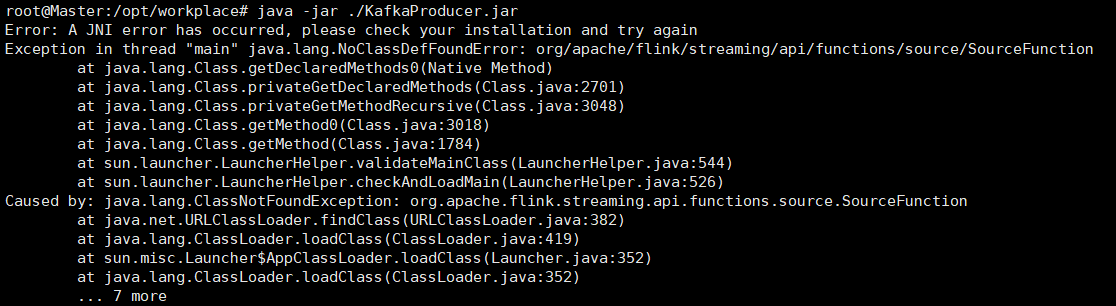 root@Master:/opt/workplace# java -jar ./KafkaProducer.jar
Error: A JNI error has occurred, please check your installation and try again
Exception in thread "main" java.lang.NoClassDefFoundError: org/apache/flink/streaming/api/functions/source/SourceFunction
        at java.lang.Class.getDeclaredMethods0(Native Method)
        at java.lang.Class.privateGetDeclaredMethods(Class.java:2701)
        at java.lang.Class.privateGetMethodRecursive(Class.java:3048)
        at java.lang.Class.getMethod0(Class.java:3018)
        at java.lang.Class.getMethod(Class.java:1784)
        at sun.launcher.LauncherHelper.validateMainClass(LauncherHelper.java:544)
        at sun.launcher.LauncherHelper.checkAndLoadMain(LauncherHelper.java:526)
Caused by: java.lang.ClassNotFoundException: org.apache.flink.streaming.api.functions.source.SourceFunction
        at java.net.URLClassLoader.findClass(URLClassLoader.java:382)
        at java.lang.ClassLoader.loadClass(ClassLoader.java:419)
        at sun.misc.Launcher$AppClassLoader.loadClass(Launcher.java:352)
        at java.lang.ClassLoader.loadClass(ClassLoader.java:352)
        ... 7 more